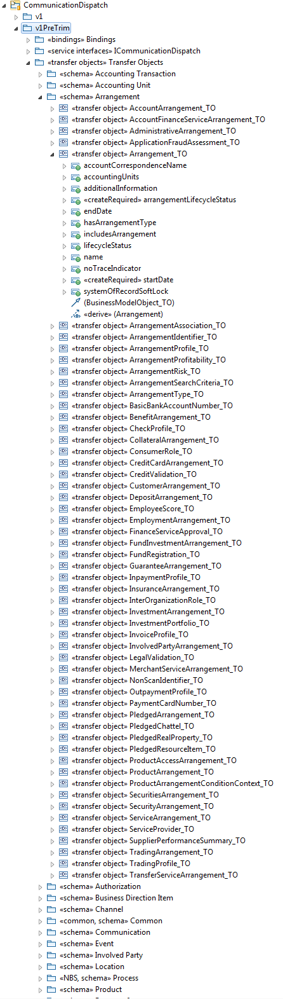 CommunicationDispatch
v1
v1PreTrim
«bindings» Bindings
«service interfaces» ICommunicationDispatch
«transfer objects» Transfer Objects
«schema» Accounting Transaction
«schema» Accounting Unit
«schema» Arrangement
«transfer object» AccountArrangement_TO
«transfer object» AccountFinanceServiceArrangement_TO
«transfer object» AdministrativeArrangement_TO
«transfer object» ApplicationFraudAssessment_TO
«transfer object» Arrangement_TO
accountCorrespondenceName
accountingUnits
additionalInformation
«createRequired» arrangementLifecycleStatus
endDate
hasArrangementType
includesArrangement
lifecycleStatus
name
noTraceIndicator
«createRequired» startDate
systemOfRecordSoftLock
(BusinessModelObject_TO)
«derive» (Arrangement)
«transfer object» ArrangementAssociation_TO
«transfer object» ArrangementIdentifier_TO
«transfer object» ArrangementProfile_TO
«transfer object» ArrangementProfitability_TO
«transfer object» ArrangementRisk_TO
«transfer object» ArrangementSearchCriteria_TO
«transfer object» ArrangementType_TO
«transfer object» BasicBankAccountNumber_TO
«transfer object» BenefitArrangement_TO
«transfer object» CheckProfile_TO
«transfer object» CollateralArrangement_TO
«transfer object» ConsumerRole_TO
«transfer object» CreditCardArrangement_TO
«transfer object» CreditValidation_TO
«transfer object» CustomerArrangement_TO
«transfer object» DepositArrangement_TO
«transfer object» EmployeeScore_TO
«transfer object» EmploymentArrangement_TO
«transfer object» FinanceServiceApproval_TO
«transfer object» FundInvestmentArrangement_TO
«transfer object» FundRegistration_TO
«transfer object» GuaranteeArrangement_TO
«transfer object» InpaymentProfile_TO
«transfer object» InsuranceArrangement_TO
«transfer object» InterOrganizationRole_TO
«transfer object» InvestmentArrangement_TO
«transfer object» InvestmentPortfolio_TO
«transfer object» InvoiceProfile_TO
«transfer object» InvolvedPartyArrangement_TO
«transfer object» LegalValidation_TO
«transfer object» MerchantServiceArrangement_TO
«transfer object» NonScanIdentifier_TO
«transfer object» OutpaymentProfile_TO
«transfer object» PaymentCardNumber_TO
«transfer object» PledgedArrangement_TO
«transfer object» PledgedChattel_TO
«transfer object» PledgedRealProperty_TO
«transfer object» PledgedResourceItem_TO
«transfer object» ProductAccessArrangement_TO
«transfer object» ProductArrangement_TO
«transfer object» ProductArrangementConditionContext_TO
«transfer object» SecuritiesArrangement_TO
«transfer object» SecurityArrangement_TO
«transfer object» ServiceArrangement_TO
«transfer object» ServiceProvider_TO
«transfer object» SupplierPerformanceSummary_TO
«transfer object» TradingArrangement_TO
«transfer object» TradingProfile_TO
«transfer object» TransferServiceArrangement_TO
«schema» Authorization
«schema» Business Direction Item
«schema» Channel
«common, schema» Common
«schema» Communication
«schema» Event
«schema» Involved Party
«schema» Location
«NBS, schema» Process
«schema» Product